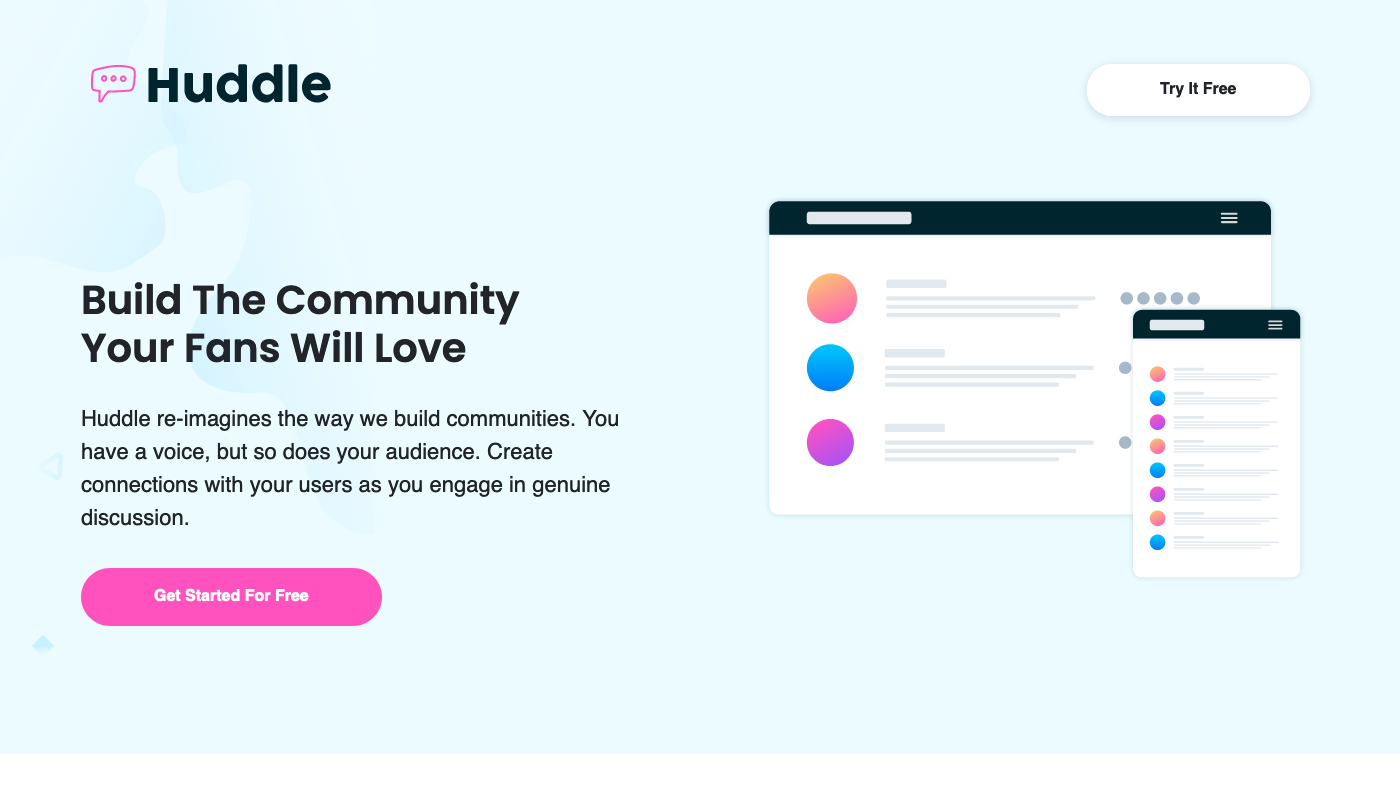 Huddle
Try It Free
Build The Community
Your Fans Will Love
Huddle re-imagines the way we build communities. You
have a voice, but so does your audience. Create
connections with your users as you engage in genuine
discussion.
Get Started For Free